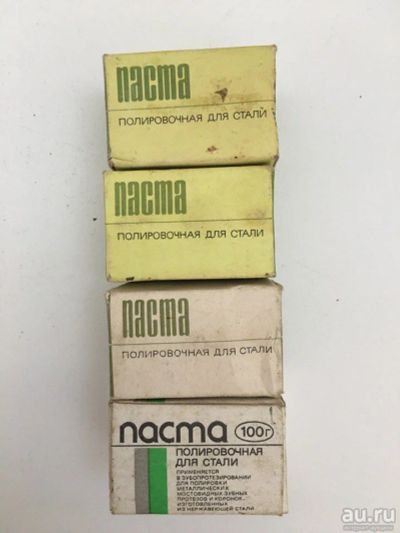 паста
ПОЛИРОВОЧНАЯ ДЛЯ СТАЛИ
паста
ПОЛИРОВОЧНАЯ ДЛЯ СТАЛИ
паста
ПОЛИРОВОЧНАЯ ДЛЯ СТАЛИ
паста 100г
ПОЛИРОВОЧНАЯ
ДЛЯ СТАЛИ
ПРИМЕНЯЕТСЯ
В ЗУБОПРОТЕЗИРОВАНИИ
ДЛЯ ПОЛИРОВКИ
МЕТАЛЛИЧЕСКИХ
МОСТОВИДНЫХ ЗУБНЫХ
ПРОТЕЗОВ И КОРОНОК,
ИЗГОТОВЛЕННЫХ
ИЗ НЕРЖАВЕЮЩЕЙ СТАЛИ
au.ru